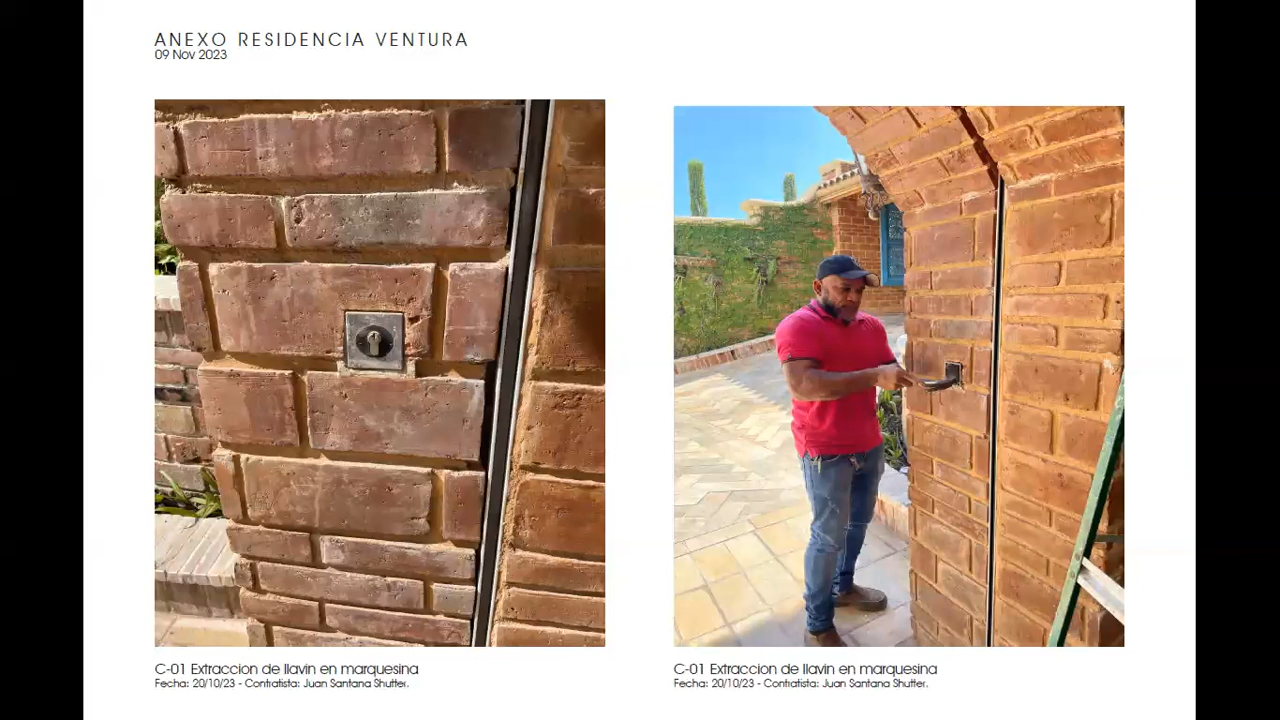 ANEXO RESIDENCIA VENTURA
09 Nov 2023
C-01 Extraccion de llavin en marquesina
Fecha: 20/10/23 - Contratista: Juan Santana Shutter.
C-01 Extraccion de llavin en marquesina
Fecha: 20/10/23 - Contratista: Juan Santana Shutter.